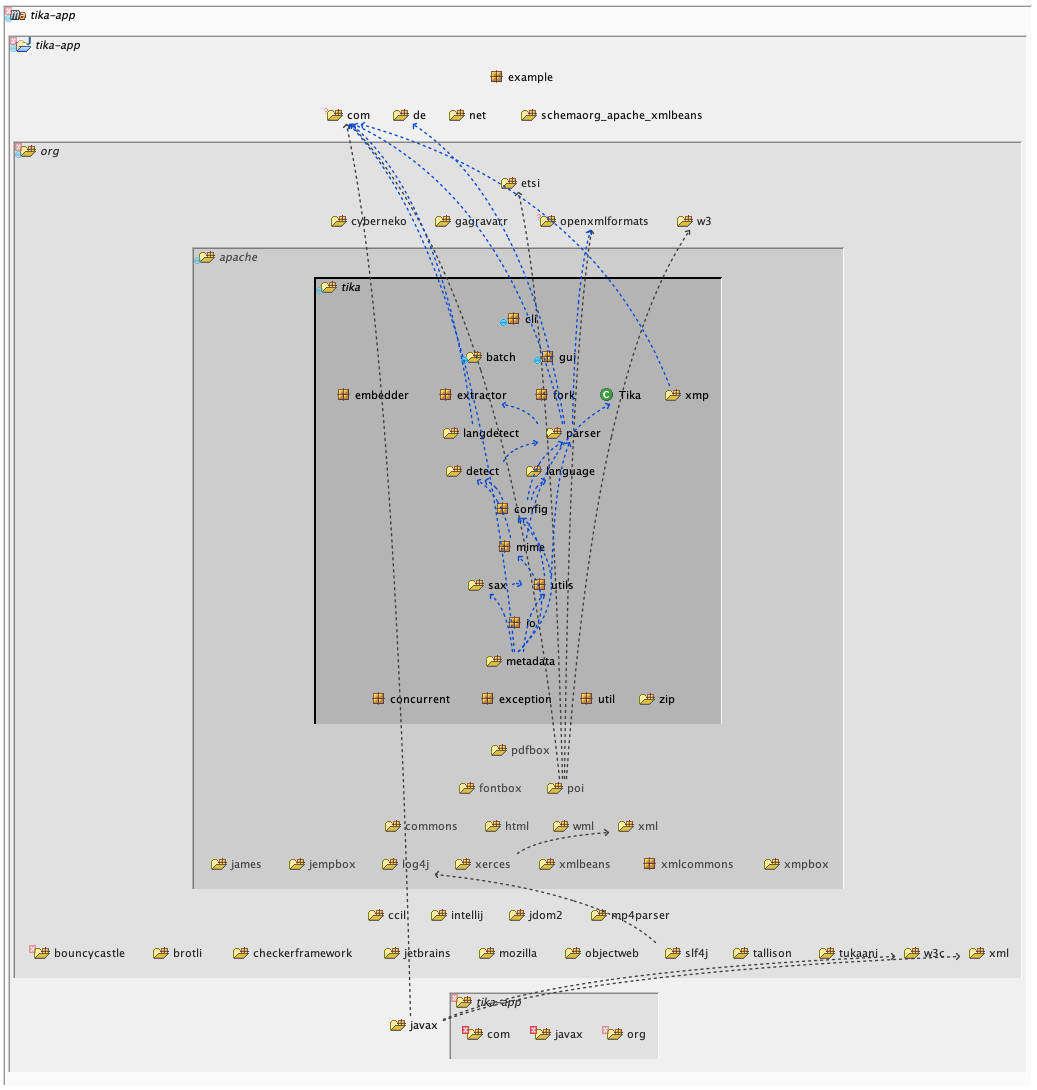 tika-app
tika-app
example
com de net schemaorg_apache_xmlbeans
org
etsi
cyberneko gagravarr openxmlformats w3
apache
tika
cli
batch gui
embedder extractor fork Tika xmp
langdetect parser
detect language
config
mime
sax utils
io
metadata
concurrent exception util zip
pdfbox
fontbox poi
commons html wml xml
james jempbox log4j xerces xmlbeans xmlcommons xmpbox
ccil intellij jdom2 mp4parser
bouncycastle brotli checkerframework jetbrains mozilla objectweb slf4j tallison tukaani w3c xml
tika-app
javax
com javax org